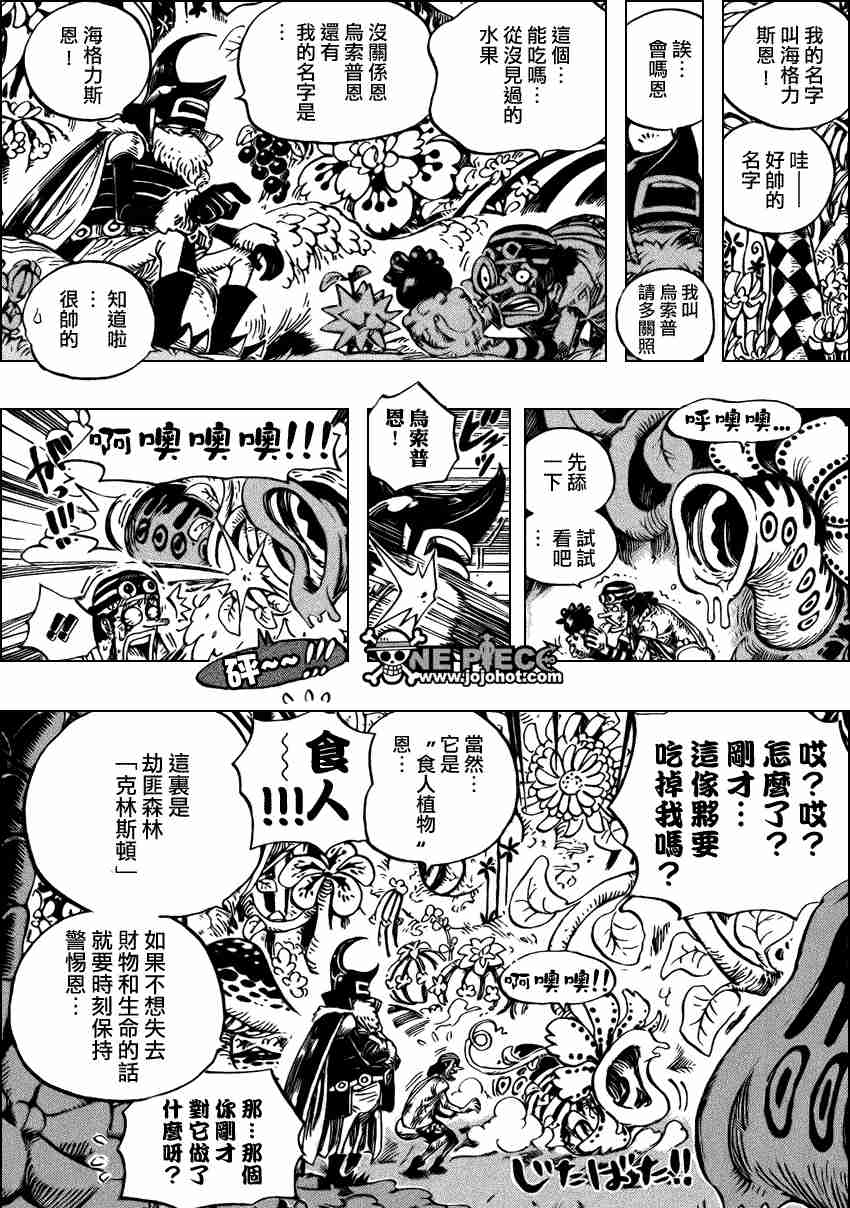 我的名字
叫海格力
斯恩！
哇—
好帥的
名字
誒…
會嗎恩
我叫
烏索普
請多關照
這個…
能吃嗎…
從沒見過的
水果
沒關係恩
烏索普恩
還有
我的名字是
海格力斯
恩！
知道啦
…
很帥的
呼噢噢…
先舔
一下
試試
看吧
…
烏索普
恩！
啊噢噢噢!!!
ガッ!!!
!!
砰~~!!!
ONE PIECE
www.jojohot.com
哎？哎？
怎麼了？
剛才…
這傢夥要
吃掉我嗎？
當然…
它是
“食人植物”
恩…
食人
~~!!!
這裏是
劫匪森林
「克林斯頓」
如果不想失去
財物和生命的話
就要時刻保持
警惕恩…
啊噢噢!!
那…那個
你剛才
對它做了
什麼呀？
じたばた!!